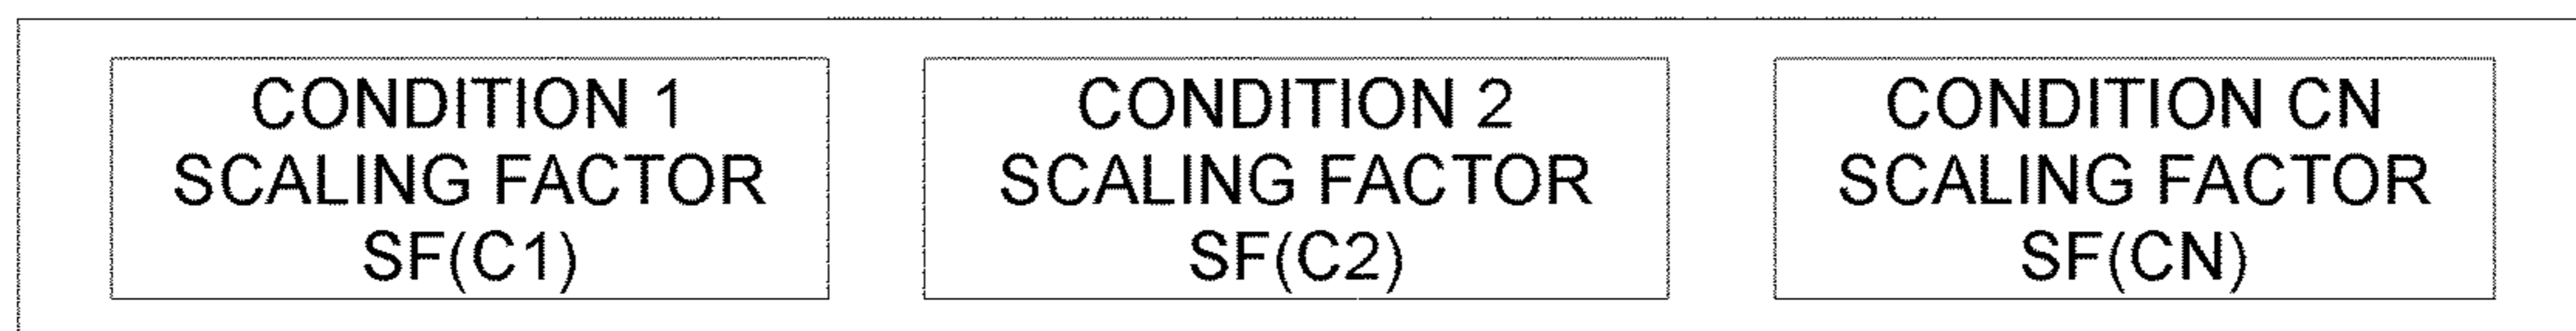 CONDITION 1
SCALING FACTOR
SF(C1)
CONDITION 2
SCALING FACTOR
SF(C2)
CONDITION CN
SCALING FACTOR
SF(CN)